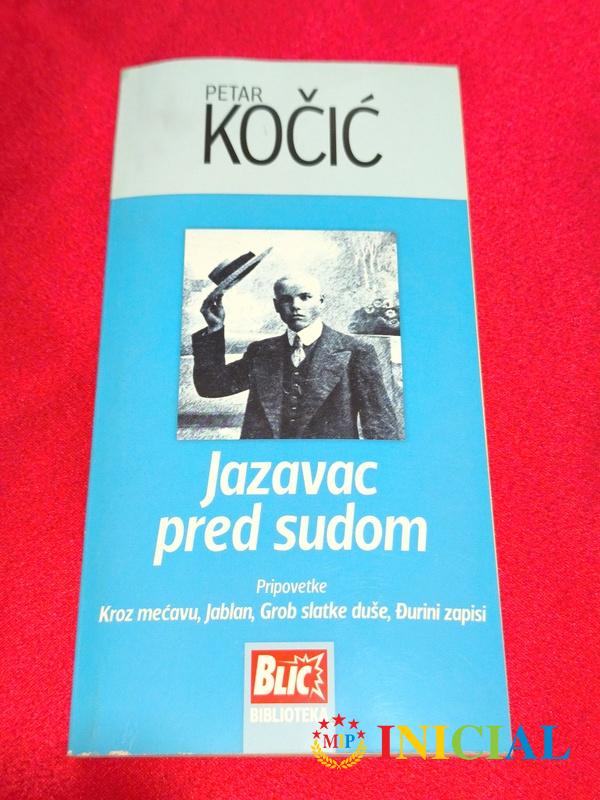 PETAR
KOČIĆ
Jazavac
pred sudom
Pripovetke
Kroz mećavu, Jablan, Grob slatke duše, Đurini zapisi
BLIC
BIBLIOTEKA
MP INICIAL